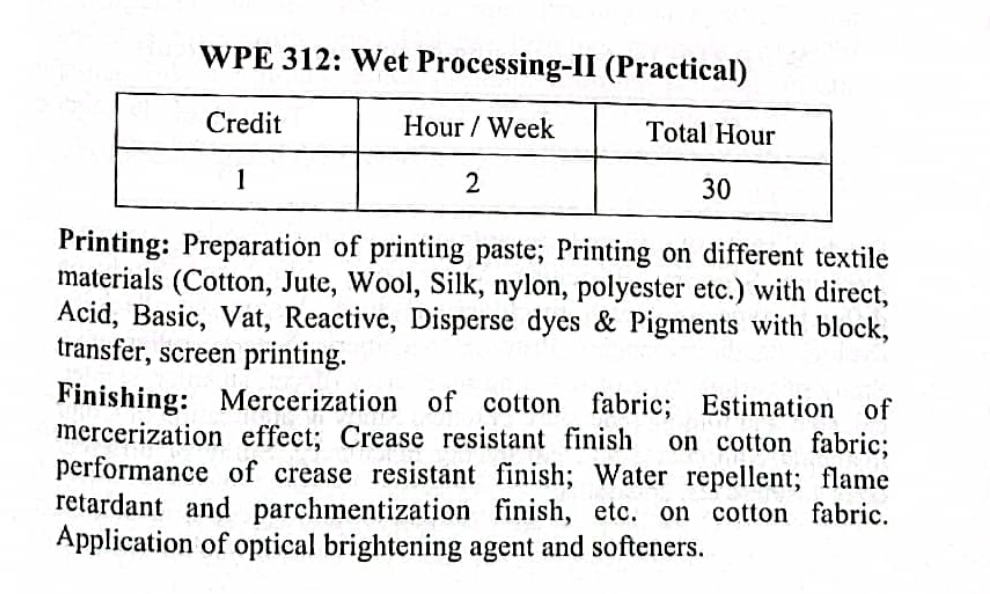 WPE 312: Wet Processing-II (Practical)
Credit Hour / Week Total Hour
1 2 30
Printing: Preparation of printing paste; Printing on different textile
materials (Cotton, Jute, Wool, Silk, nylon, polyester etc.) with direct,
Acid, Basic, Vat, Reactive, Disperse dyes & Pigments with block,
transfer, screen printing.
Finishing: Mercerization of cotton fabric; Estimation of
mercerization effect; Crease resistant finish on cotton fabric;
performance of crease resistant finish; Water repellent; flame
retardant and parchmentization finish, etc. on cotton fabric.
Application of optical brightening agent and softeners.